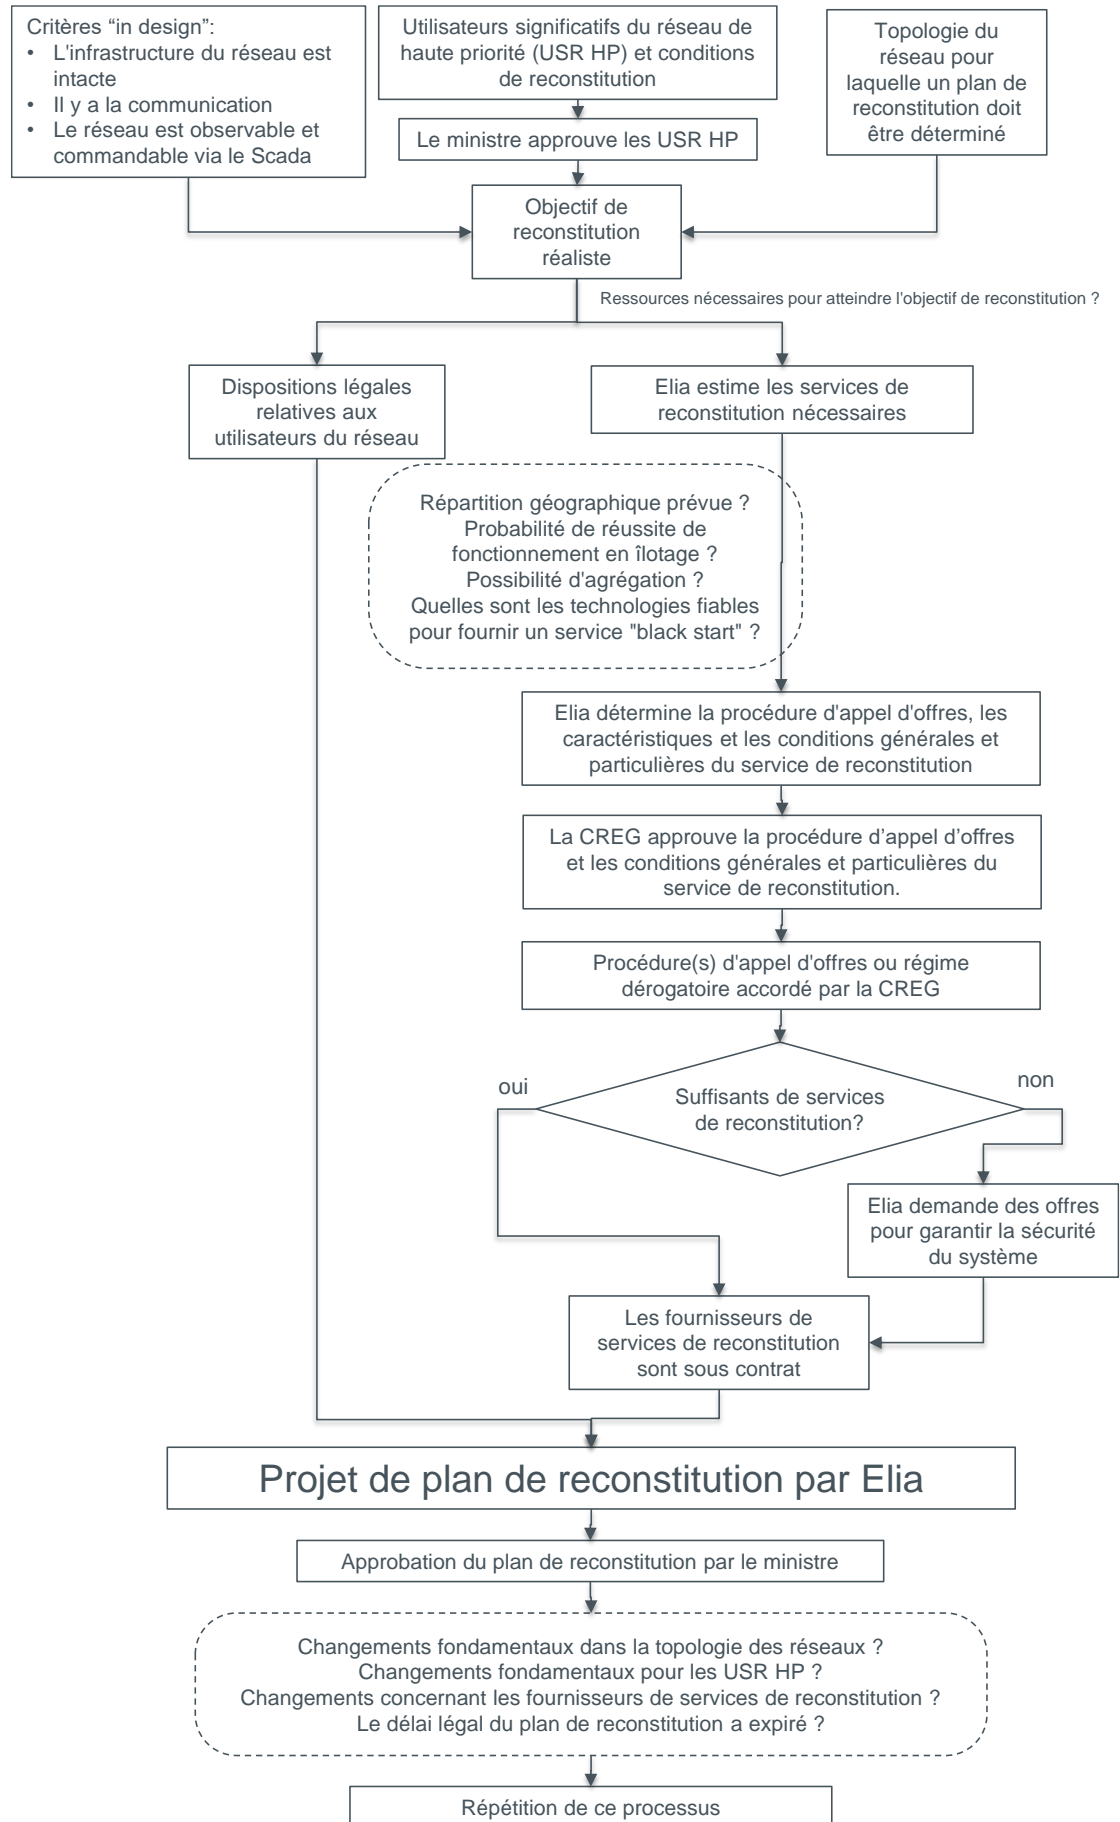 Critères “in design”:
• L'infrastructure du réseau est
intacte
• Il y a la communication
• Le réseau est observable et
commandable via le Scada
Utilisateurs significatifs du réseau de
haute priorité (USR HP) et conditions
de reconstitution
Topologie du
réseau pour
laquelle un plan de
reconstitution doit
être déterminé
Le ministre approuve les USR HP
Objectif de
reconstitution
réaliste
Ressources nécessaires pour atteindre l'objectif de reconstitution ?
Dispositions légales
relatives aux
utilisateurs du réseau
Elia estime les services de
reconstitution nécessaires
Répartition géographique prévue ?
Probabilité de réussite de
fonctionnement en îlotage ?
Possibilité d'agrégation ?
Quelles sont les technologies fiables
pour fournir un service "black start" ?
Elia détermine la procédure d'appel d'offres, les
caractéristiques et les conditions générales et
particulières du service de reconstitution
La CREG approuve la procédure d’appel d’offres
et les conditions générales et particulières du
service de reconstitution.
Procédure(s) d'appel d'offres ou régime
dérogatoire accordé par la CREG
oui
Suffisants de services
de reconstitution?
non
Elia demande des offres
pour garantir la sécurité
du système
Les fournisseurs de
services de reconstitution
sont sous contrat
Projet de plan de reconstitution par Elia
Approbation du plan de reconstitution par le ministre
Changements fondamentaux dans la topologie des réseaux ?
Changements fondamentaux pour les USR HP ?
Changements concernant les fournisseurs de services de reconstitution ?
Le délai légal du plan de reconstitution a expiré ?
Répétition de ce processus